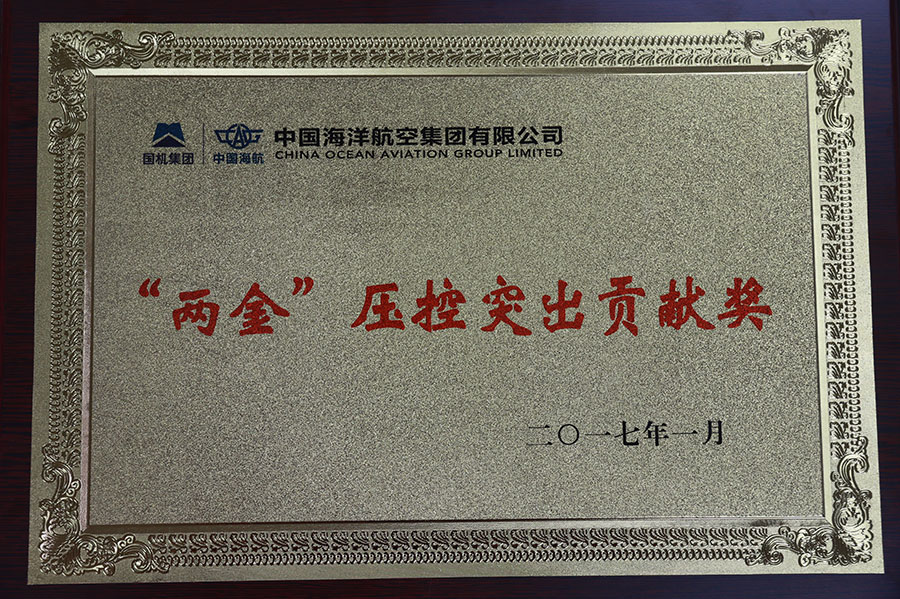 国机集团 中国海航 中国海洋航空集团有限公司
CHINA OCEAN AVIATION GROUP LIMITED
“两金”压控突出贡献奖
二〇一七年一月